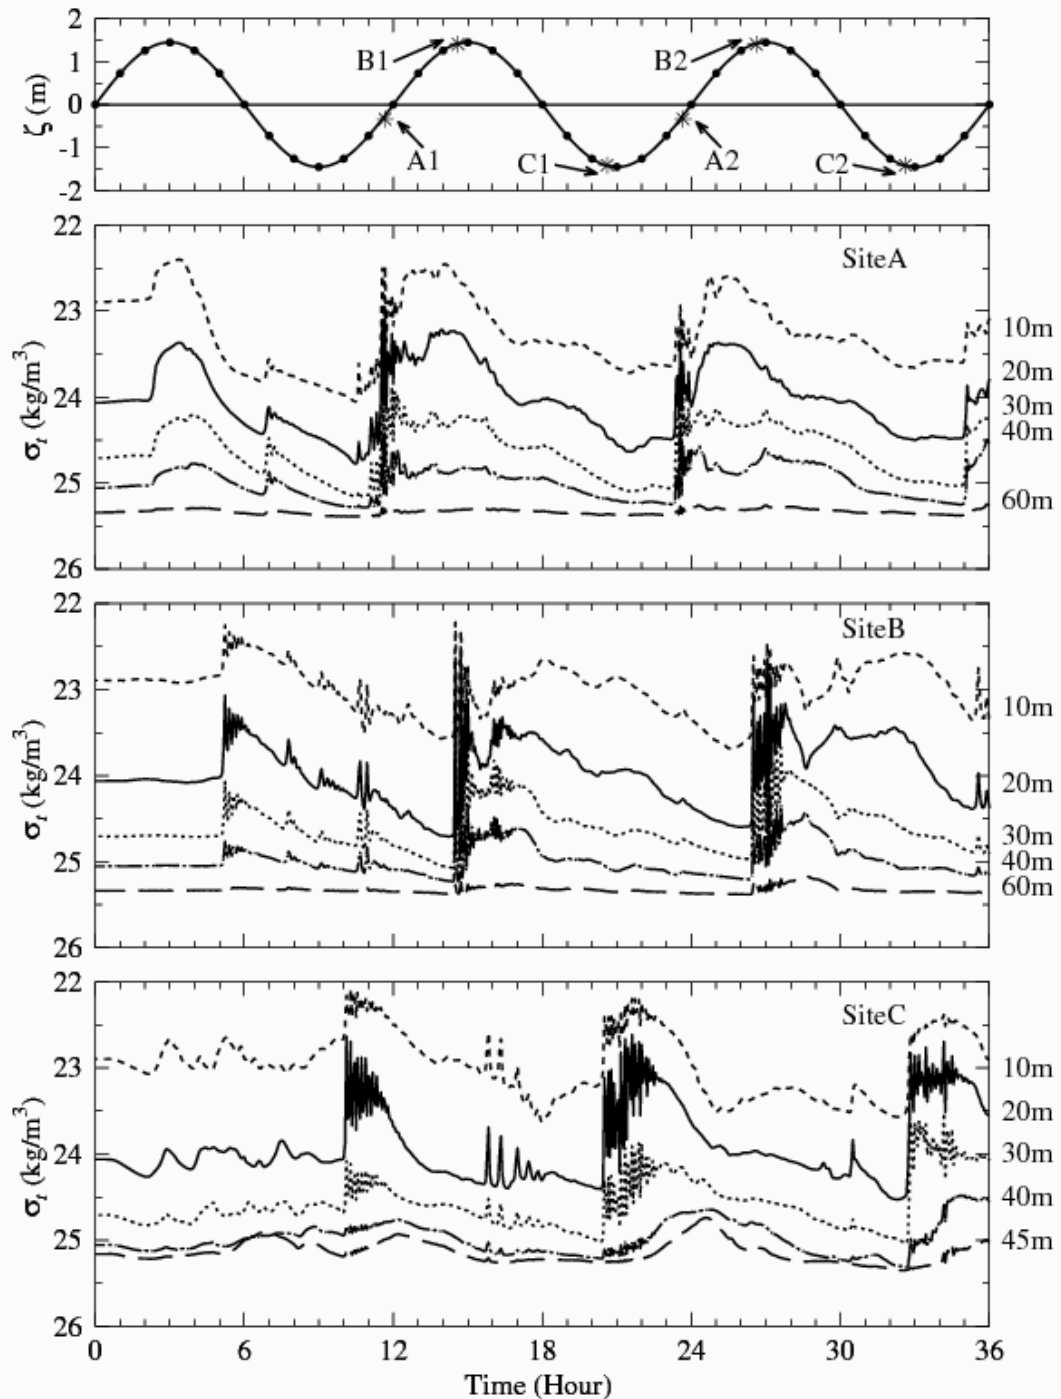 2
1
0
-1
-2
ζ (m)
B1
B2
A1
C1
A2
C2
22
23
24
25
26
σt (kg/m3)
SiteA
10m
20m
30m
40m
60m
22
23
24
25
26
σt (kg/m3)
SiteB
10m
20m
30m
40m
60m
22
23
24
25
26
σt (kg/m3)
SiteC
10m
20m
30m
40m
45m
0 6 12 18 24 30 36
Time (Hour)